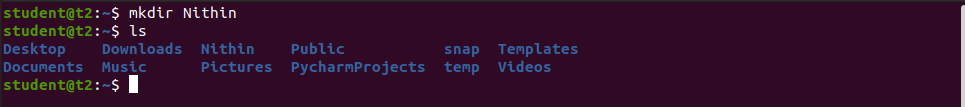 student@t2:~$ mkdir Nithin
student@t2:~$ ls
Desktop    Downloads  Nithin    Public           snap  Templates
Documents  Music      Pictures  PycharmProjects  temp  Videos
student@t2:~$